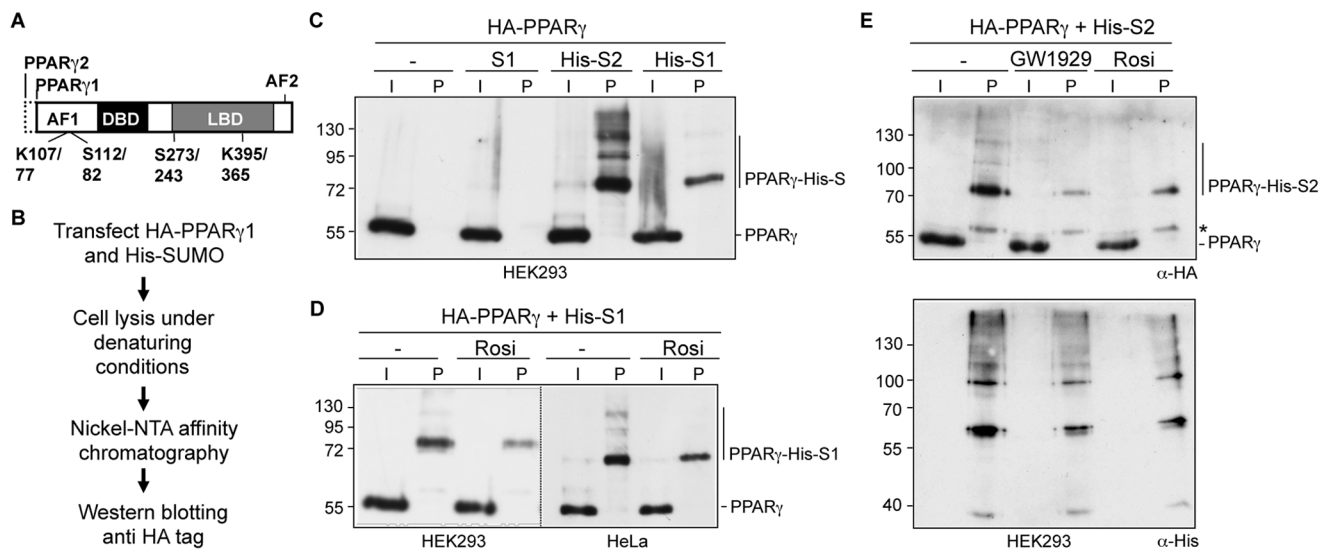 A
PPARγ2
PPARγ1
AF2
AF1
DBD
LBD
K107/ S112/ S273/ K395/
77 82 243 365
B
Transfect HA-PPARγ1
and His-SUMO
Cell lysis under
denaturing
conditions
Nickel-NTA affinity
chromatography
Western blotting
anti HA tag
C
HA-PPARγ
- S1 His-S2 His-S1
I P I P I P I P
130
95
72
55
PPARγ-His-S
PPARγ
HEK293
D
HA-PPARγ + His-S1
- Rosi - Rosi
I P I P I P I P
130
95
72
55
PPARγ-His-S1
PPARγ
HEK293 HeLa
E
HA-PPARγ + His-S2
- GW1929 Rosi
I P I P I P
130
100
70
55
PPARγ-His-S2
*
PPARγ
α-HA
130
100
70
55
40
HEK293 α-His